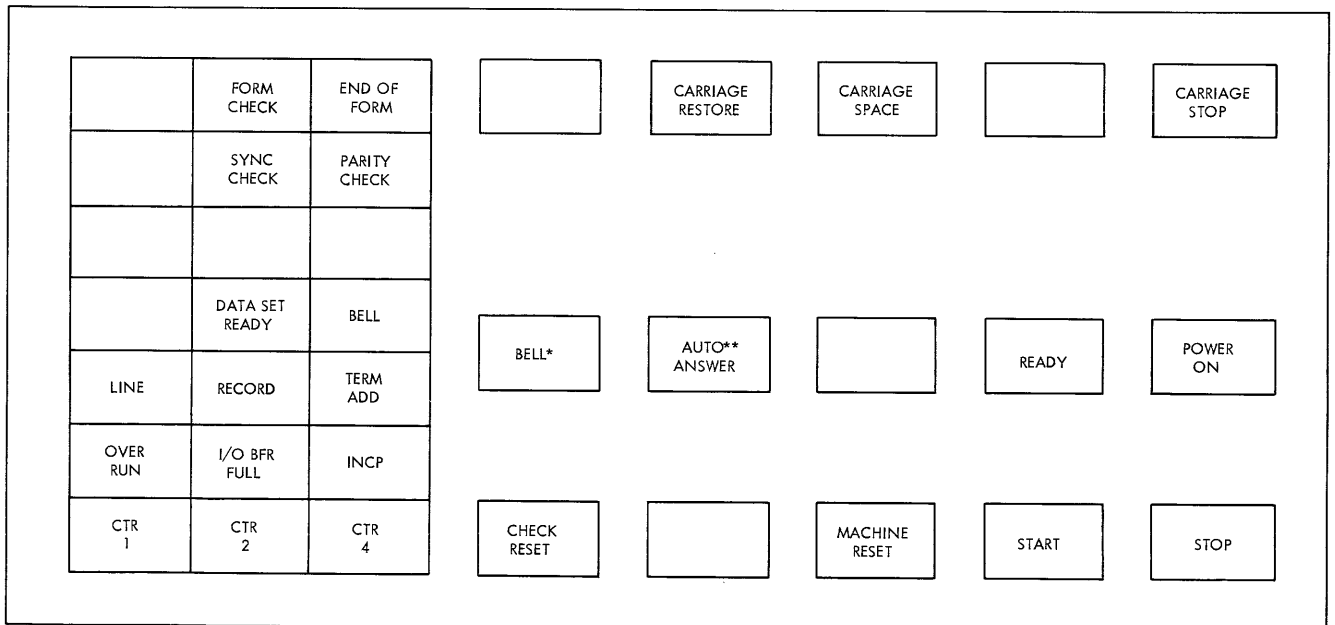 FORM
CHECK
END OF
FORM
SYNC
CHECK
PARITY
CHECK
DATA SET
READY
BELL
LINE
RECORD
TERM
ADD
OVER
RUN
I/O BFR
FULL
INCP
CTR
1
CTR
2
CTR
4
CARRIAGE
RESTORE
CARRIAGE
SPACE
CARRIAGE
STOP
BELL*
AUTO**
ANSWER
READY
POWER
ON
CHECK
RESET
MACHINE
RESET
START
STOP